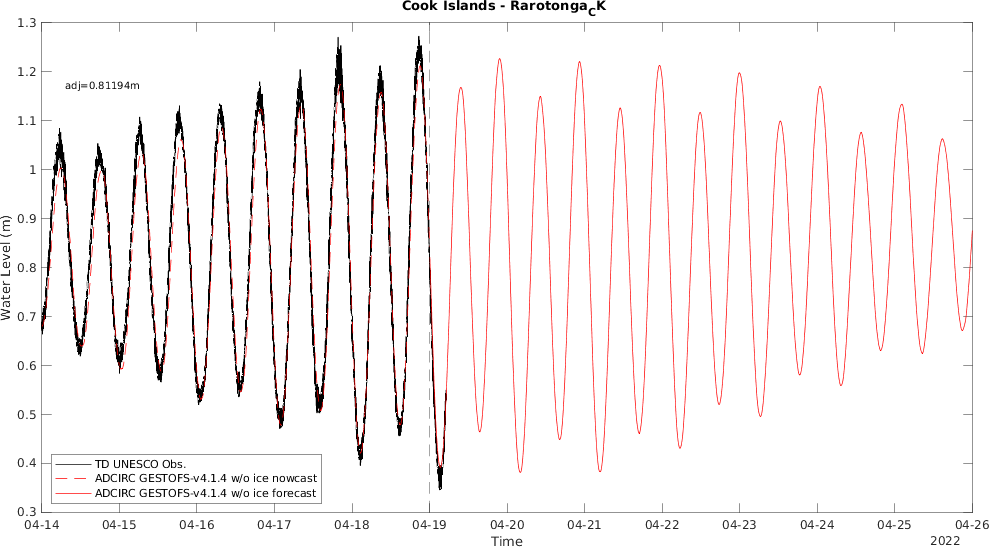 Cook Islands - Rarotonga_CK
1.3
1.2
1.1
1
0.9
0.8
0.7
0.6
0.5
0.4
0.3
Water Level (m)
adj=0.81194m
TD UNESCO Obs.
ADCIRC GESTOFS-v4.1.4 w/o ice nowcast
ADCIRC GESTOFS-v4.1.4 w/o ice forecast
04-14 04-15 04-16 04-17 04-18 04-19 04-20 04-21 04-22 04-23 04-24 04-25 04-26
Time
2022